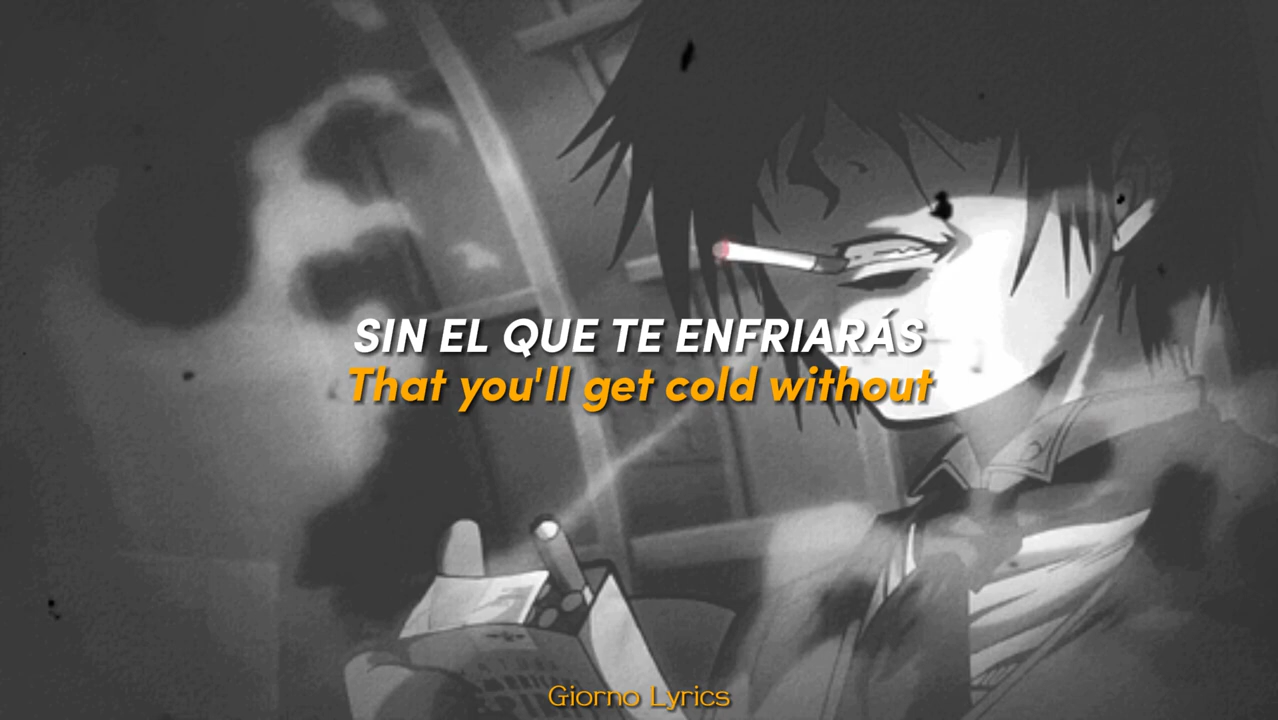 SIN EL QUE TE ENFRIARÁS
That you'll get cold without
Giorno Lyrics